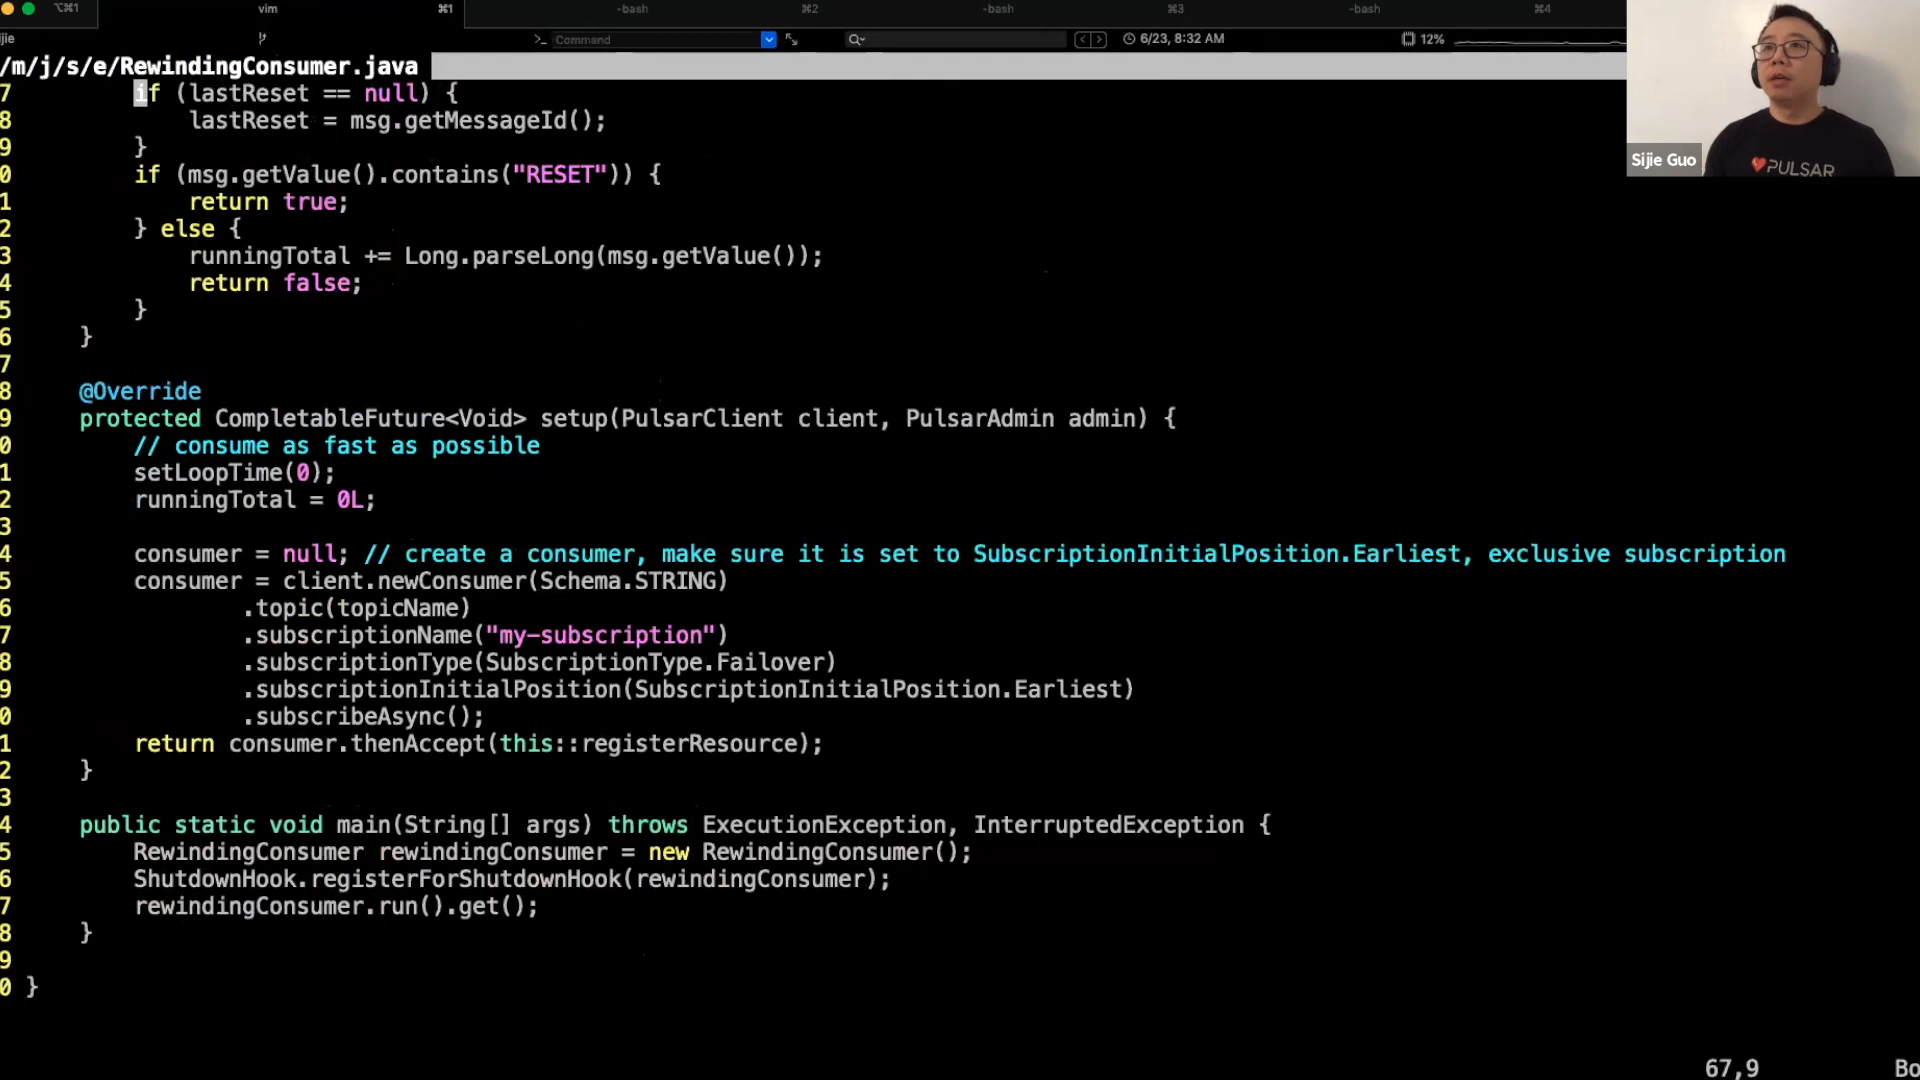 ⌥⌘1 vim ⌘1 -bash ⌘2 -bash ⌘3 -bash ⌘4
jie >_ Command 6/23, 8:32 AM 12%
/m/j/s/e/RewindingConsumer.java
7 if (lastReset == null) {
8 lastReset = msg.getMessageId();
9 }
0 if (msg.getValue().contains("RESET")) {
1 return true;
2 } else {
3 runningTotal += Long.parseLong(msg.getValue());
4 return false;
5 }
6 }
7
8 @Override
9 protected CompletableFuture<Void> setup(PulsarClient client, PulsarAdmin admin) {
0 // consume as fast as possible
1 setLoopTime(0);
2 runningTotal = 0L;
3
4 consumer = null; // create a consumer, make sure it is set to SubscriptionInitialPosition.Earliest, exclusive subscription
5 consumer = client.newConsumer(Schema.STRING)
6 .topic(topicName)
7 .subscriptionName("my-subscription")
8 .subscriptionType(SubscriptionType.Failover)
9 .subscriptionInitialPosition(SubscriptionInitialPosition.Earliest)
0 .subscribeAsync();
1 return consumer.thenAccept(this::registerResource);
2 }
3
4 public static void main(String[] args) throws ExecutionException, InterruptedException {
5 RewindingConsumer rewindingConsumer = new RewindingConsumer();
6 ShutdownHook.registerForShutdownHook(rewindingConsumer);
7 rewindingConsumer.run().get();
8 }
9
0 }
67,9 Bo
Sijie Guo
PULSAR